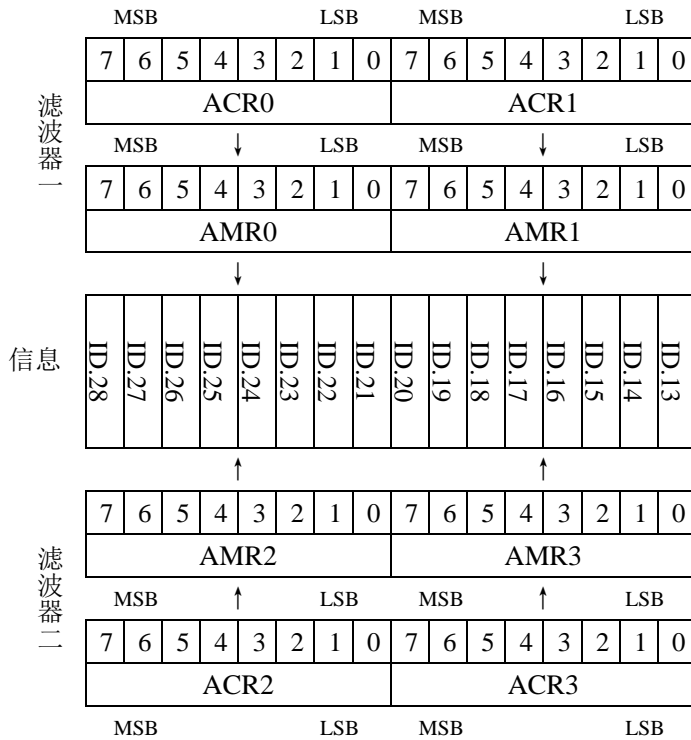 MSB LSB MSB LSB
7 6 5 4 3 2 1 0 7 6 5 4 3 2 1 0
ACR0 ACR1
滤波器一
MSB LSB MSB LSB
7 6 5 4 3 2 1 0 7 6 5 4 3 2 1 0
AMR0 AMR1
信息
ID.28 ID.27 ID.26 ID.25 ID.24 ID.23 ID.22 ID.21 ID.20 ID.19 ID.18 ID.17 ID.16 ID.15 ID.14 ID.13
7 6 5 4 3 2 1 0 7 6 5 4 3 2 1 0
AMR2 AMR3
滤波器二
MSB LSB MSB LSB
7 6 5 4 3 2 1 0 7 6 5 4 3 2 1 0
ACR2 ACR3
MSB LSB MSB LSB